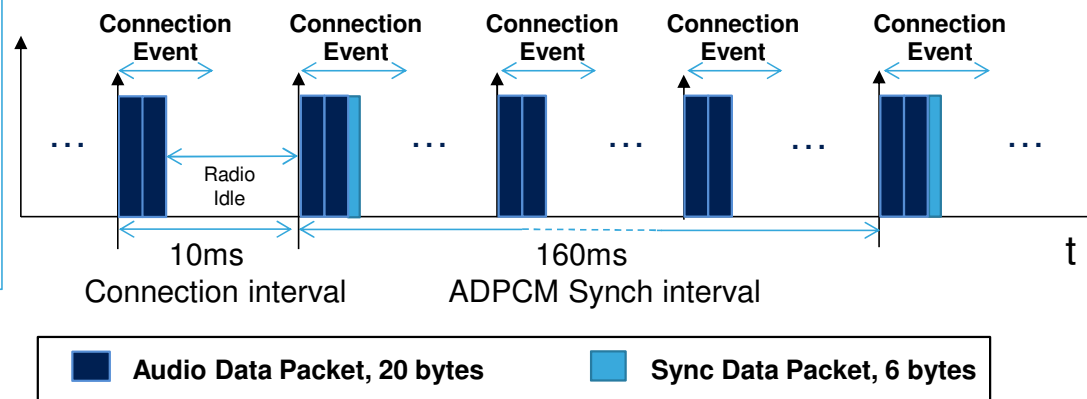 Connection Event
Connection Event
Connection Event
Connection Event
Connection Event
...
Radio Idle
...
...
...
...
10ms
Connection interval
160ms
ADPCM Synch interval
t
Audio Data Packet, 20 bytes
Sync Data Packet, 6 bytes